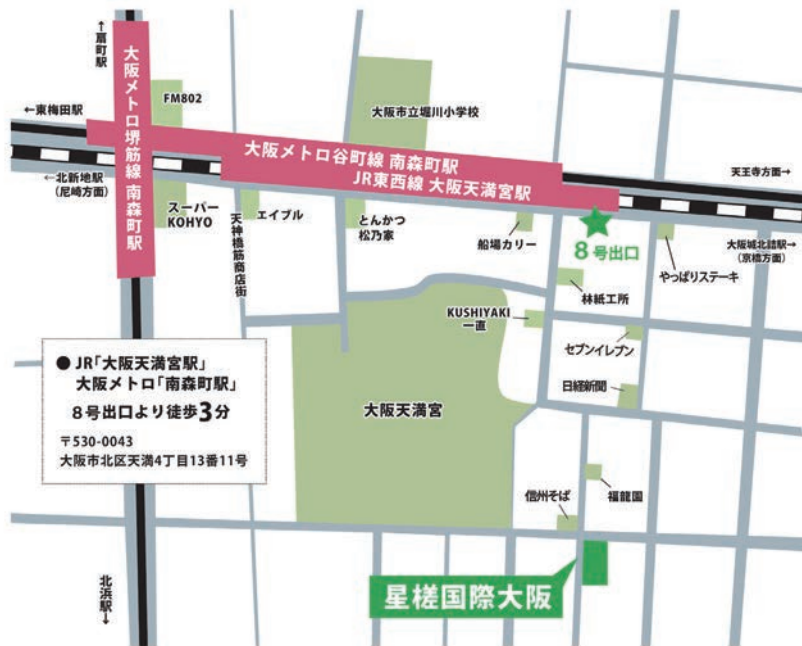 ←扇町駅
大阪メトロ堺筋線 南森町駅
FM802
大阪市立堀川小学校
←東梅田駅
大阪メトロ谷町線 南森町駅
JR東西線 大阪天満宮駅
天王寺方面→
←北新地駅
(尼崎方面)
スーパー
KOHYO
エイブル
天神橋筋商店街
とんかつ
松乃家
船場カリー
8号出口
やっぱりステーキ
大阪城北詰駅→
(京橋方面)
林紙工所
KUSHIYAKI
一直
セブンイレブン
日経新聞
● JR「大阪天満宮駅」
大阪メトロ「南森町駅」
8号出口より徒歩3分
〒530-0043
大阪市北区天満4丁目13番11号
大阪天満宮
信州そば
福龍園
星槎国際大阪
北浜駅→